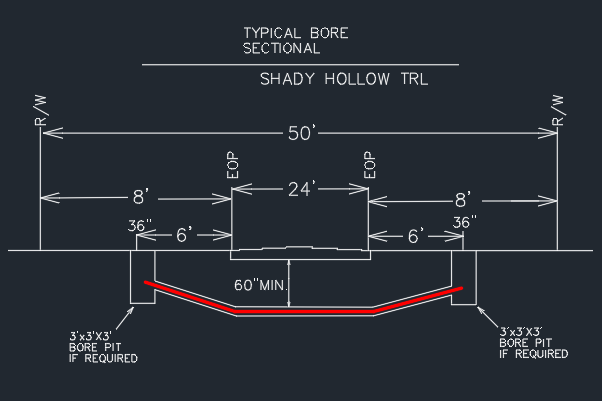 TYPICAL BORE
SECTIONAL
SHADY HOLLOW TRL
R/W
R/W
50'
EOP
EOP
24'
8'
8'
36"
36"
6'
6'
60"MIN.
3'x3'X3'
BORE PIT
IF REQUIRED
3'x3'X3'
BORE PIT
IF REQUIRED